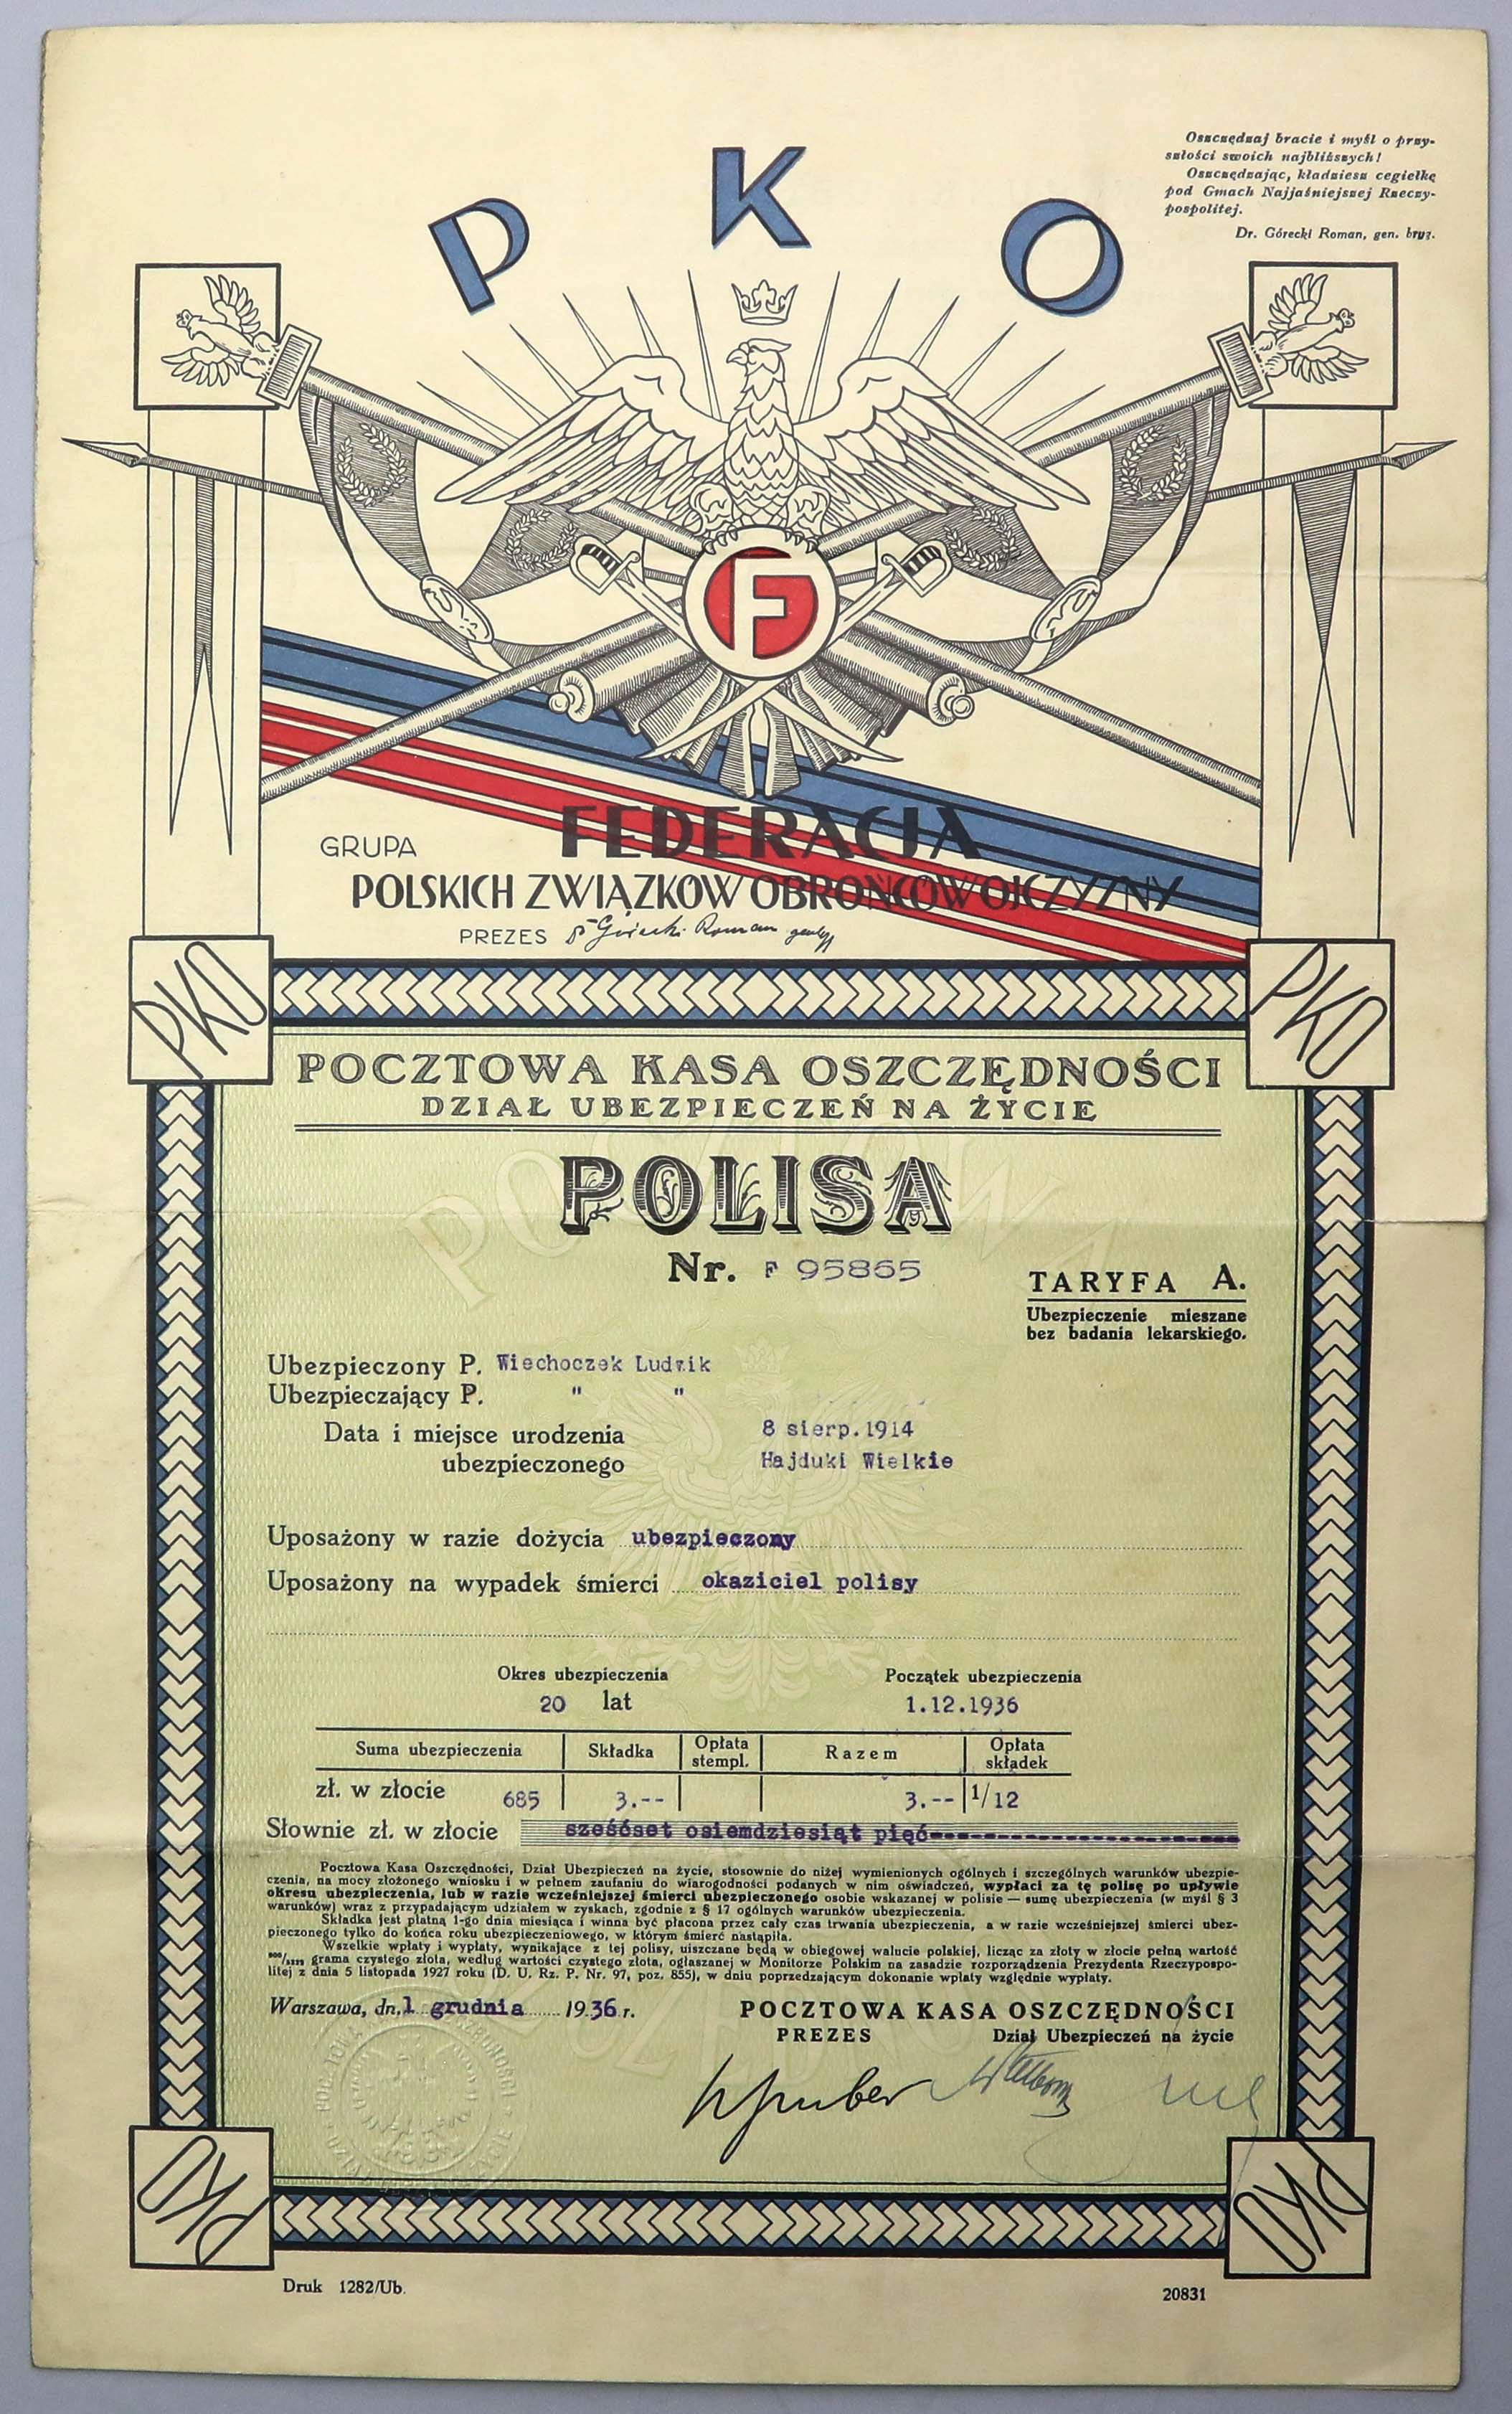 P K O
Oszczędzaj bracie i myśl o przy-
szłości swoich najbliższych!
Oszczędzając, kładziesz cegiełkę
pod Gmach Najjaśniejszej Rzeczy-
pospolitej.
Dr. Górecki Roman, gen. bryg.
F
GRUPA
FEDERACJA
POLSKICH ZWIĄZKÓW OBROŃCÓW OJCZYZNY
PREZES Dr Górecki Roman
PKO
PKO
POCZTOWA KASA OSZCZĘDNOŚCI
DZIAŁ UBEZPIECZEŃ NA ŻYCIE
POLISA
Nr. F 95865
TARYFA A.
Ubezpieczenie mieszane
bez badania lekarskiego.
Ubezpieczony P. Wiechoczek Ludwik
Ubezpieczający P. " "
Data i miejsce urodzenia 8 sierp.1914
ubezpieczonego Hajduki Wielkie
Uposażony w razie dożycia ubezpieczony
Uposażony na wypadek śmierci okaziciel polisy
Okres ubezpieczenia Początek ubezpieczenia
20 lat 1.12.1936
Suma ubezpieczenia Składka Opłata stempl. Razem Opłata składek
zł. w złocie 685 3.-- 3.-- 1/12
Słownie zł. w złocie sześćset osiemdziesiąt pięć
Pocztowa Kasa Oszczędności, Dział Ubezpieczeń na życie, stosownie do niżej wymienionych ogólnych i szczególnych warunków ubezpie-
czenia, na mocy złożonego wniosku i w pełnem zaufaniu do wiarogodności podanych w nim oświadczeń, wypłaci za tę polisę po upływie
okresu ubezpieczenia, lub w razie wcześniejszej śmierci ubezpieczonego osobie wskazanej w polisie — sumę ubezpieczenia (w myśl § 3
warunków) wraz z przypadającym udziałem w zyskach, zgodnie z § 17 ogólnych warunków ubezpieczenia.
Składka jest płatną 1-go dnia miesiąca i winna być płacona przez cały czas trwania ubezpieczenia, a w razie wcześniejszej śmierci ubez-
pieczonego tylko do końca roku ubezpieczeniowego, w którym śmierć nastąpiła.
Wszelkie wpłaty i wypłaty, wynikające z tej polisy, uiszczane będą w obiegowej walucie polskiej, licząc za złoty w złocie pełną wartość
grama czystego złota, według wartości czystego złota, ogłaszanej w Monitorze Polskim na zasadzie rozporządzenia Prezydenta Rzeczypospo-
litej z dnia 5 listopada 1927 roku (D. U. Rz. P. Nr. 97, poz. 855), w dniu poprzedzającym dokonanie wpłaty względnie wypłaty.
Warszawa, dn. 1 grudnia 1936 r.
POCZTOWA KASA OSZCZĘDNOŚCI
PREZES Dział Ubezpieczeń na życie
HGruber
PKO
PKO
Druk 1282/Ub.
20831